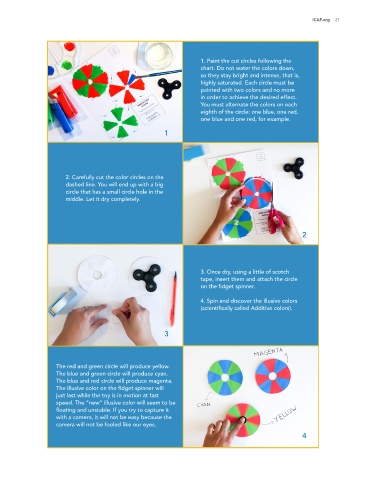 iCAP.org 21
1. Paint the cut circles following the
chart. Do not water the colors down,
so they stay bright and intense, that is,
highly saturated. Each circle must be
painted with two colors and no more
in order to achieve the desired effect.
You must alternate the colors on each
eighth of the circle: one blue, one red,
one blue and one red, for example.
1
2. Carefully cut the color circles on the
dashed line. You will end up with a big
circle that has a small circle hole in the
middle. Let it dry completely.
2
3. Once dry, using a little of scotch
tape, insert them and attach the circle
on the fidget spinner.
4. Spin and discover the illusive colors
(scientifically called Additive colors).
3
The red and green circle will produce yellow.
The blue and green circle will produce cyan.
The blue and red circle will produce magenta.
The illusive color on the fidget spinner will
just last while the toy is in motion at fast
speed. The "new" illusive color will seem to be
floating and unstable. If you try to capture it
with a camera, it will not be easy because the
camera will not be fooled like our eyes.
MAGENTA
CYAN
YELLOW
4